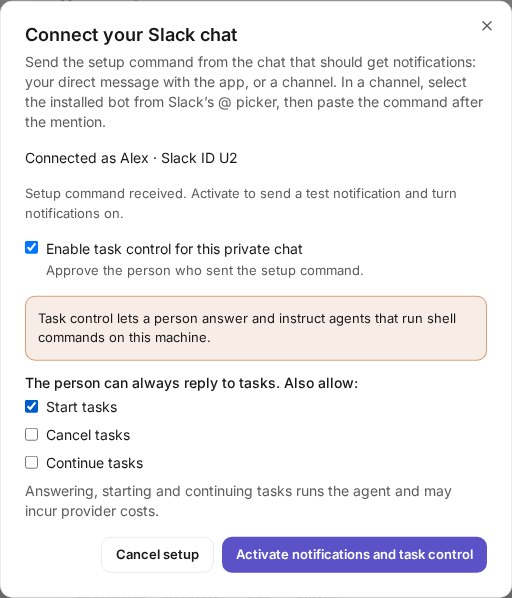 Connect your Slack chat
Send the setup command from the chat that should get notifications:
your direct message with the app, or a channel. In a channel, select
the installed bot from Slack’s @ picker, then paste the command after
the mention.
Connected as Alex · Slack ID U2
Setup command received. Activate to send a test notification and turn
notifications on.
Enable task control for this private chat
Approve the person who sent the setup command.
Task control lets a person answer and instruct agents that run shell
commands on this machine.
The person can always reply to tasks. Also allow:
Start tasks
Cancel tasks
Continue tasks
Answering, starting and continuing tasks runs the agent and may
incur provider costs.
Cancel setup
Activate notifications and task control